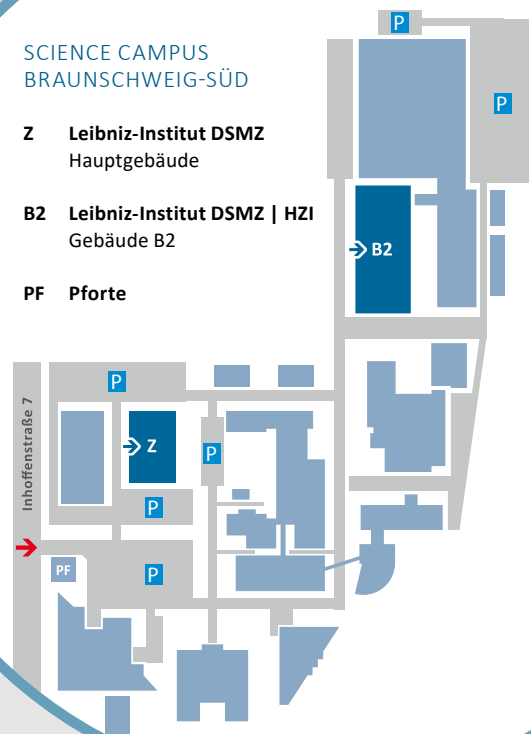 SCIENCE CAMPUS
BRAUNSCHWEIG-SÜD
Z Leibniz-Institut DSMZ
Hauptgebäude
B2 Leibniz-Institut DSMZ | HZI
Gebäude B2
PF Pforte
P
P
B2
P
Inhoffenstraße 7
Z
P
P
PF
P